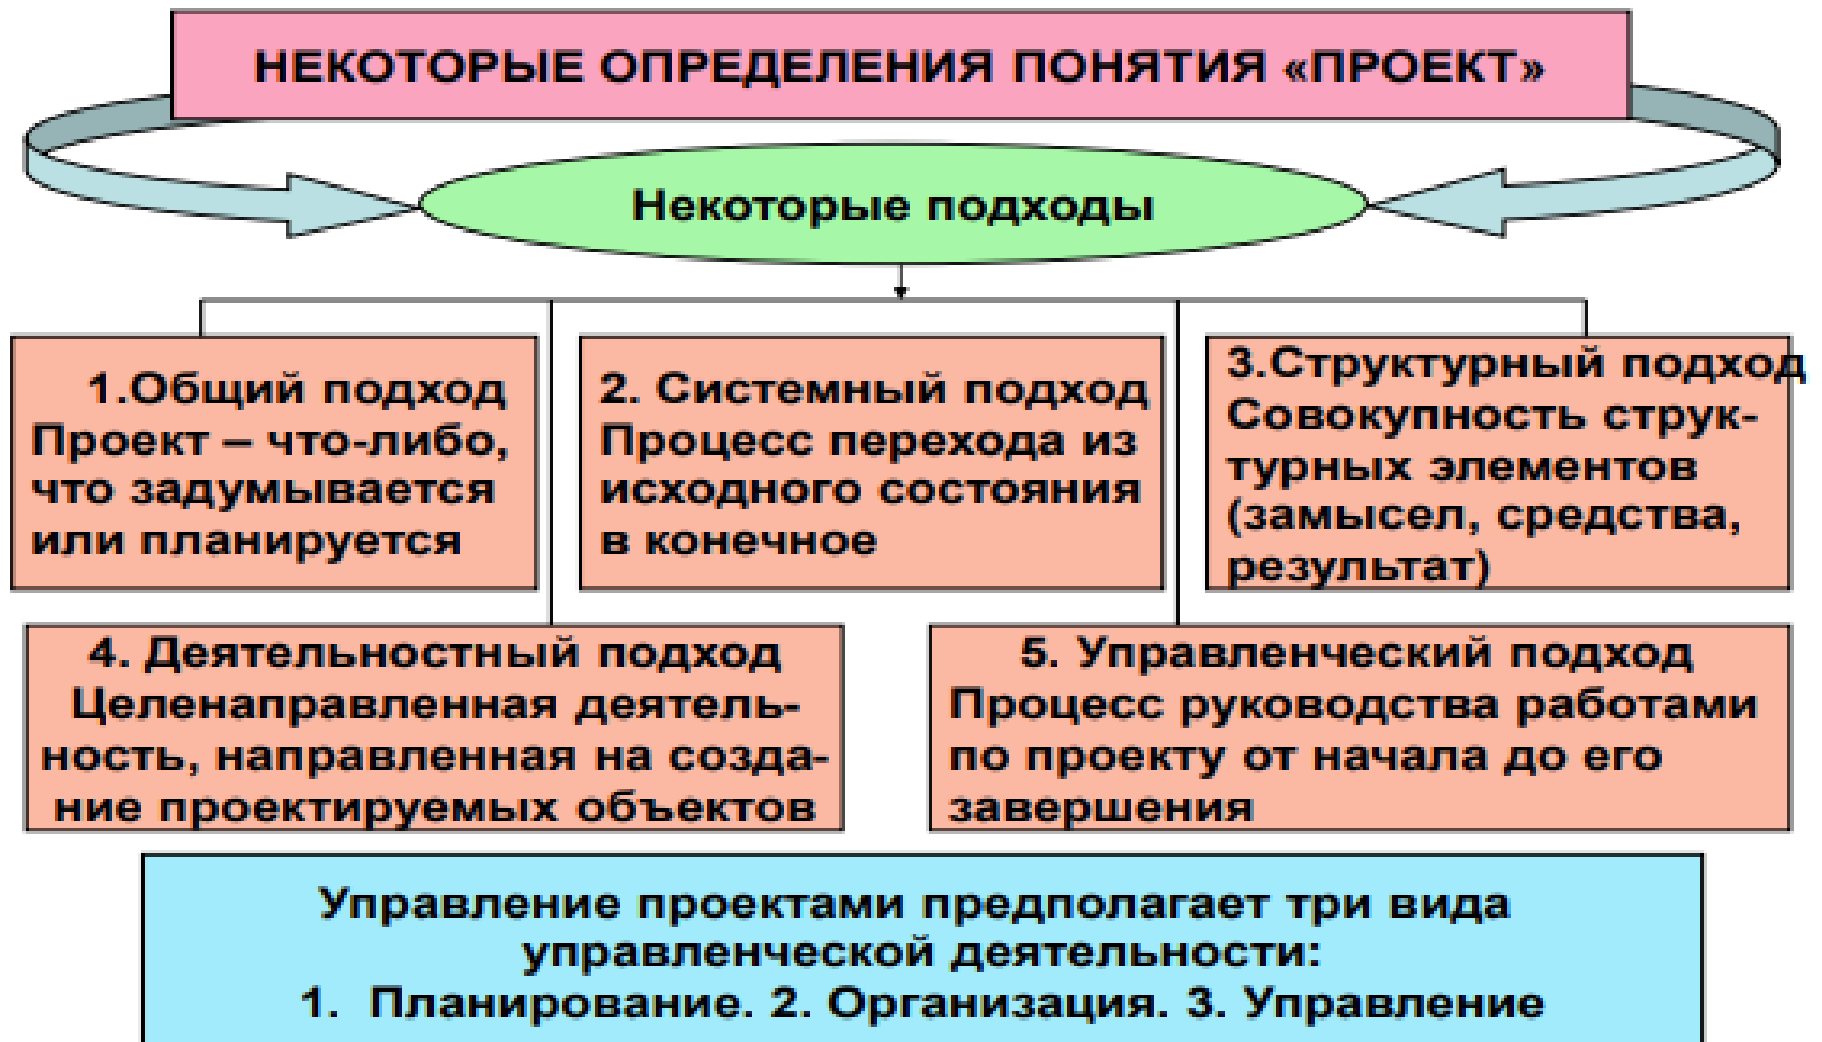 НЕКОТОРЫЕ ОПРЕДЕЛЕНИЯ ПОНЯТИЯ «ПРОЕКТ»
Некоторые подходы
1.Общий подход
Проект – что-либо,
что задумывается
или планируется
2. Системный подход
Процесс перехода из
исходного состояния
в конечное
3.Структурный подход
Совокупность струк-
турных элементов
(замысел, средства,
результат)
4. Деятельностный подход
Целенаправленная деятель-
ность, направленная на созда-
ние проектируемых объектов
5. Управленческий подход
Процесс руководства работами
по проекту от начала до его
завершения
Управление проектами предполагает три вида
управленческой деятельности:
1. Планирование. 2. Организация. 3. Управление